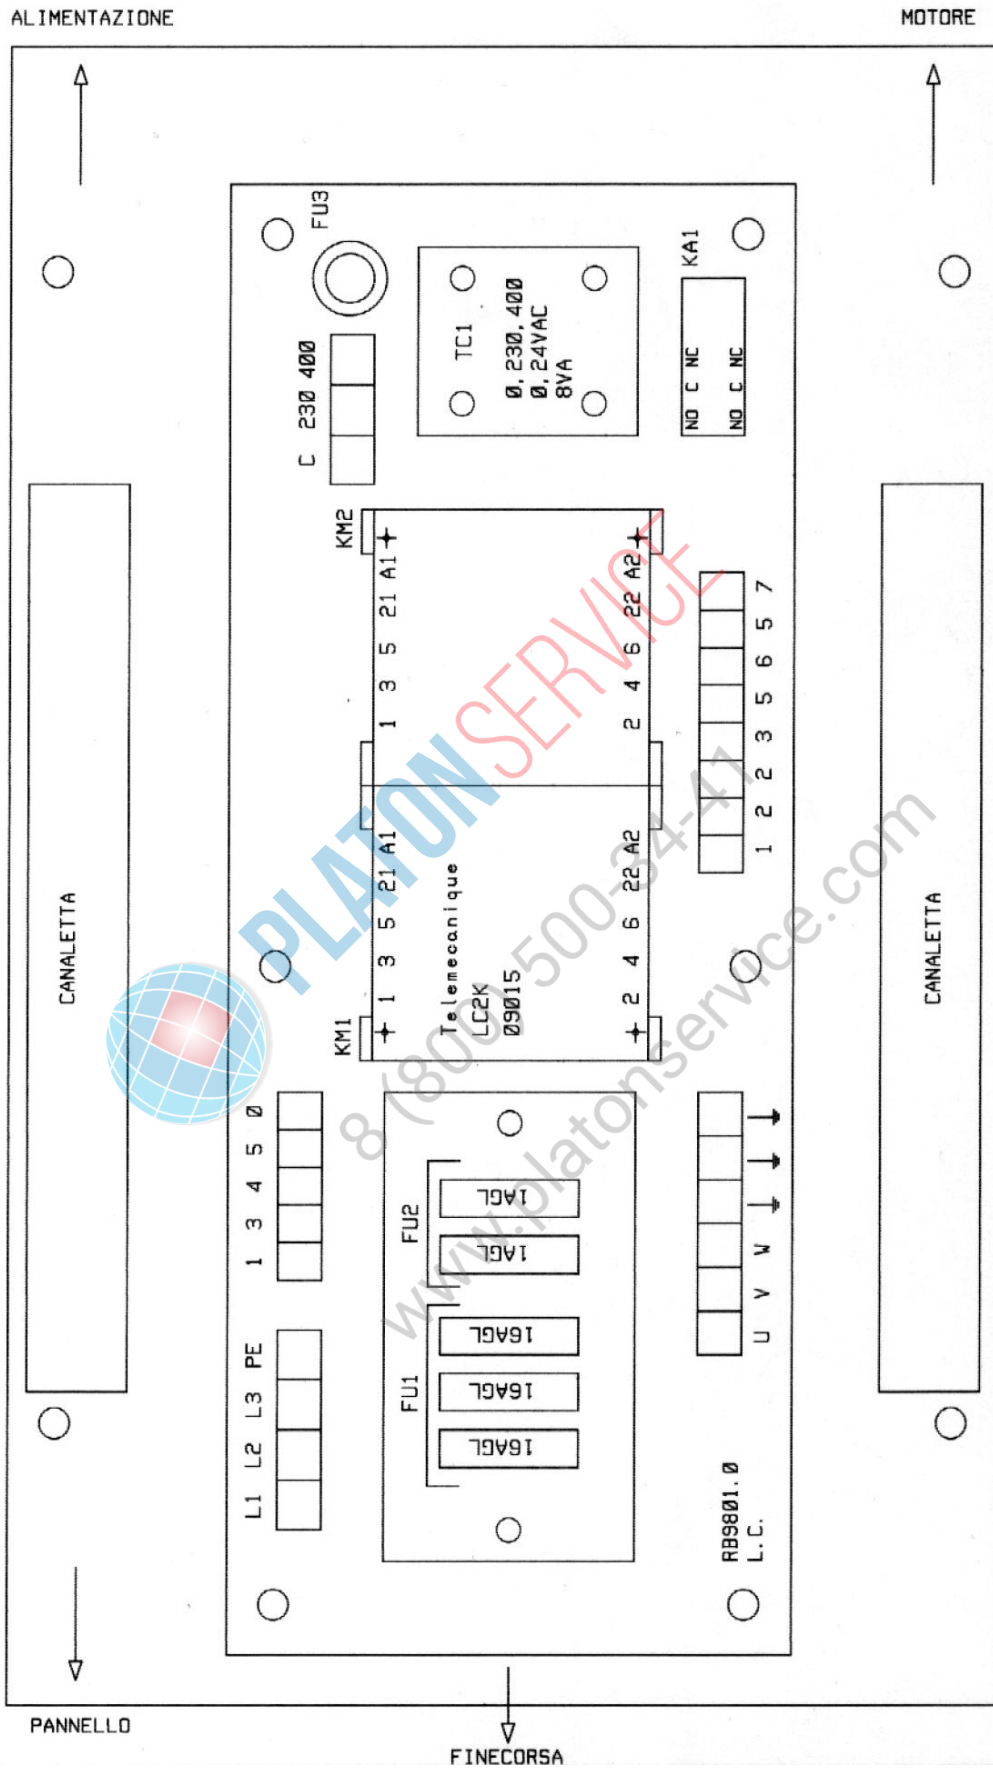 ALIMENTAZIONE
MOTORE
FU3
KA1
TC1
0, 230, 400
0, 24VAC
8VA
C 230 400
NO C NC
NO C NC
KM2
1 3 5 21 A1
2 4 6 22 A2
KM1
1 3 5 21 A1
2 4 6 22 A2
Telemecanique
LC2K
09015
1 2 2 3 5 6 5 7
CANALETTA
CANALETTA
1 3 4 5 0
L1 L2 L3 PE
FU2
1AGL
1AGL
FU1
16AGL
16AGL
16AGL
U V W
RB9801.0
L.C.
PANNELLO
FINECORSA
PLATONSERVICE
8 (800) 500-34-41
www.platonservice.com